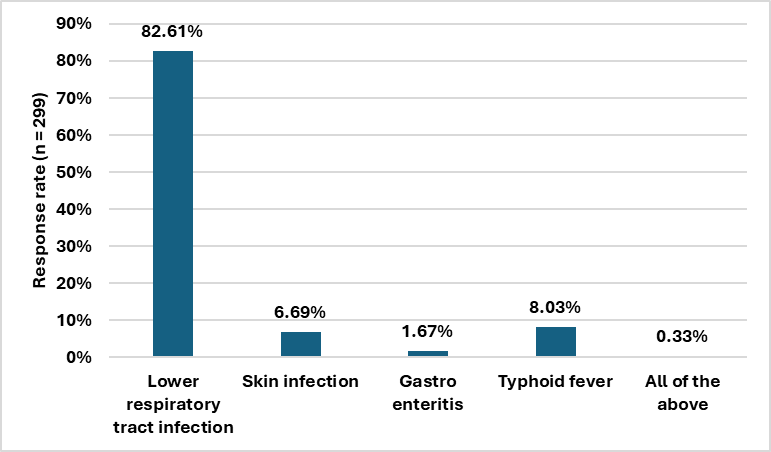 Response rate (n = 299)
90%
80%
70%
60%
50%
40%
30%
20%
10%
0%
82.61%
6.69%
1.67%
8.03%
0.33%
Lower
respiratory
tract infection
Skin infection
Gastro
enteritis
Typhoid fever
All of the
above